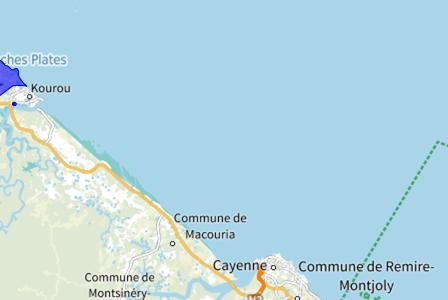 ches Plates
Kourou
Commune de
Macouria
Cayenne
Commune de Remire-
Montjoly
Commune de
Montsinéry-